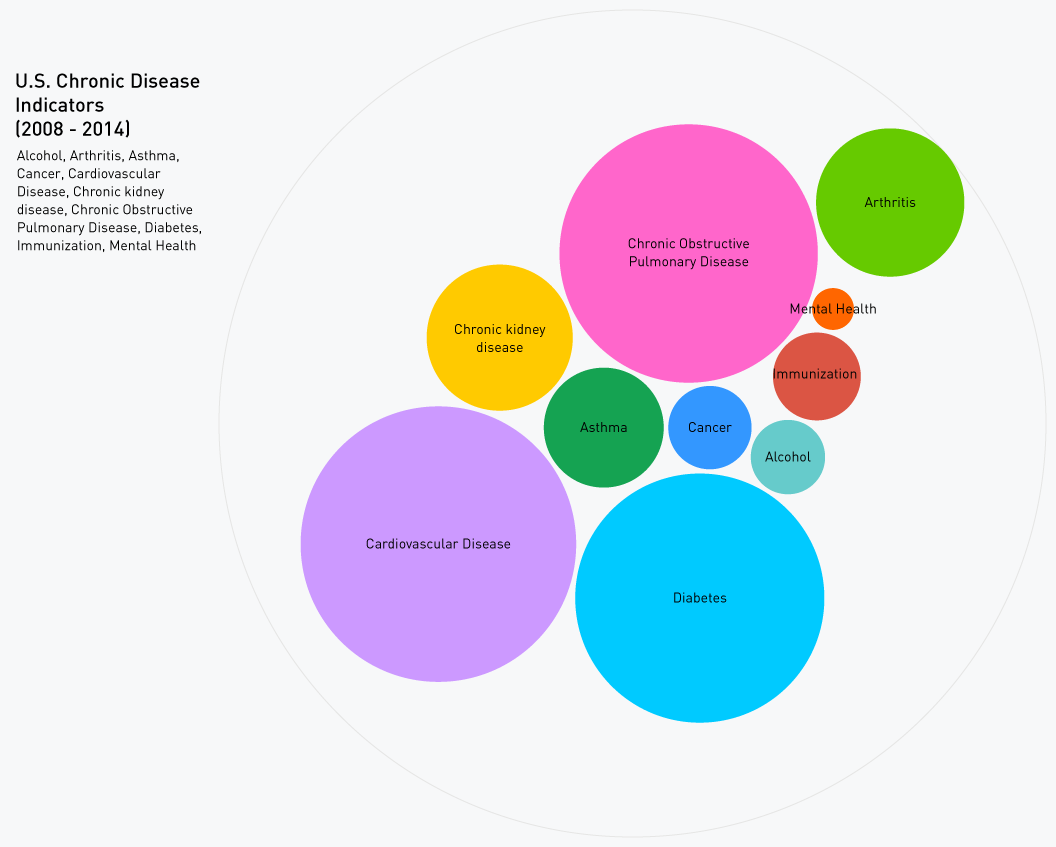 U.S. Chronic Disease
Indicators
(2008 - 2014)
Alcohol, Arthritis, Asthma,
Cancer, Cardiovascular
Disease, Chronic kidney
disease, Chronic Obstructive
Pulmonary Disease, Diabetes,
Immunization, Mental Health
Arthritis
Chronic Obstructive
Pulmonary Disease
Mental Health
Chronic kidney
disease
Immunization
Asthma
Cancer
Alcohol
Cardiovascular Disease
Diabetes